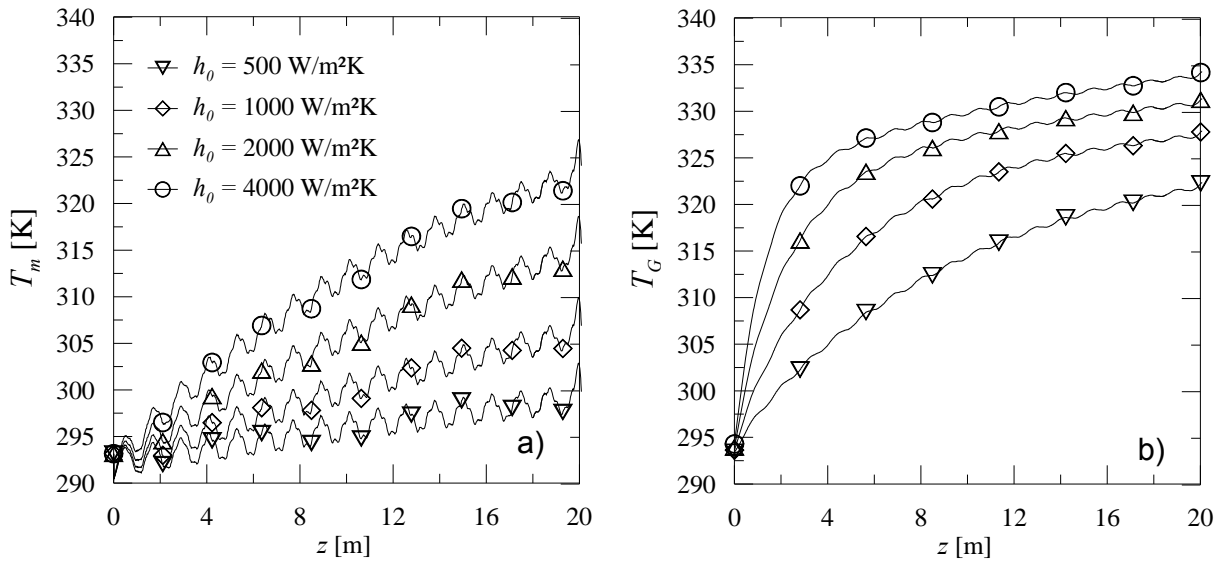 340
335
330
325
320
315
310
305
300
295
290
T_m [K]
h_0 = 500 W/m²K
h_0 = 1000 W/m²K
h_0 = 2000 W/m²K
h_0 = 4000 W/m²K
a)
0 4 8 12 16 20
z [m]
340
335
330
325
320
315
310
305
300
295
290
T_G [K]
b)
0 4 8 12 16 20
z [m]